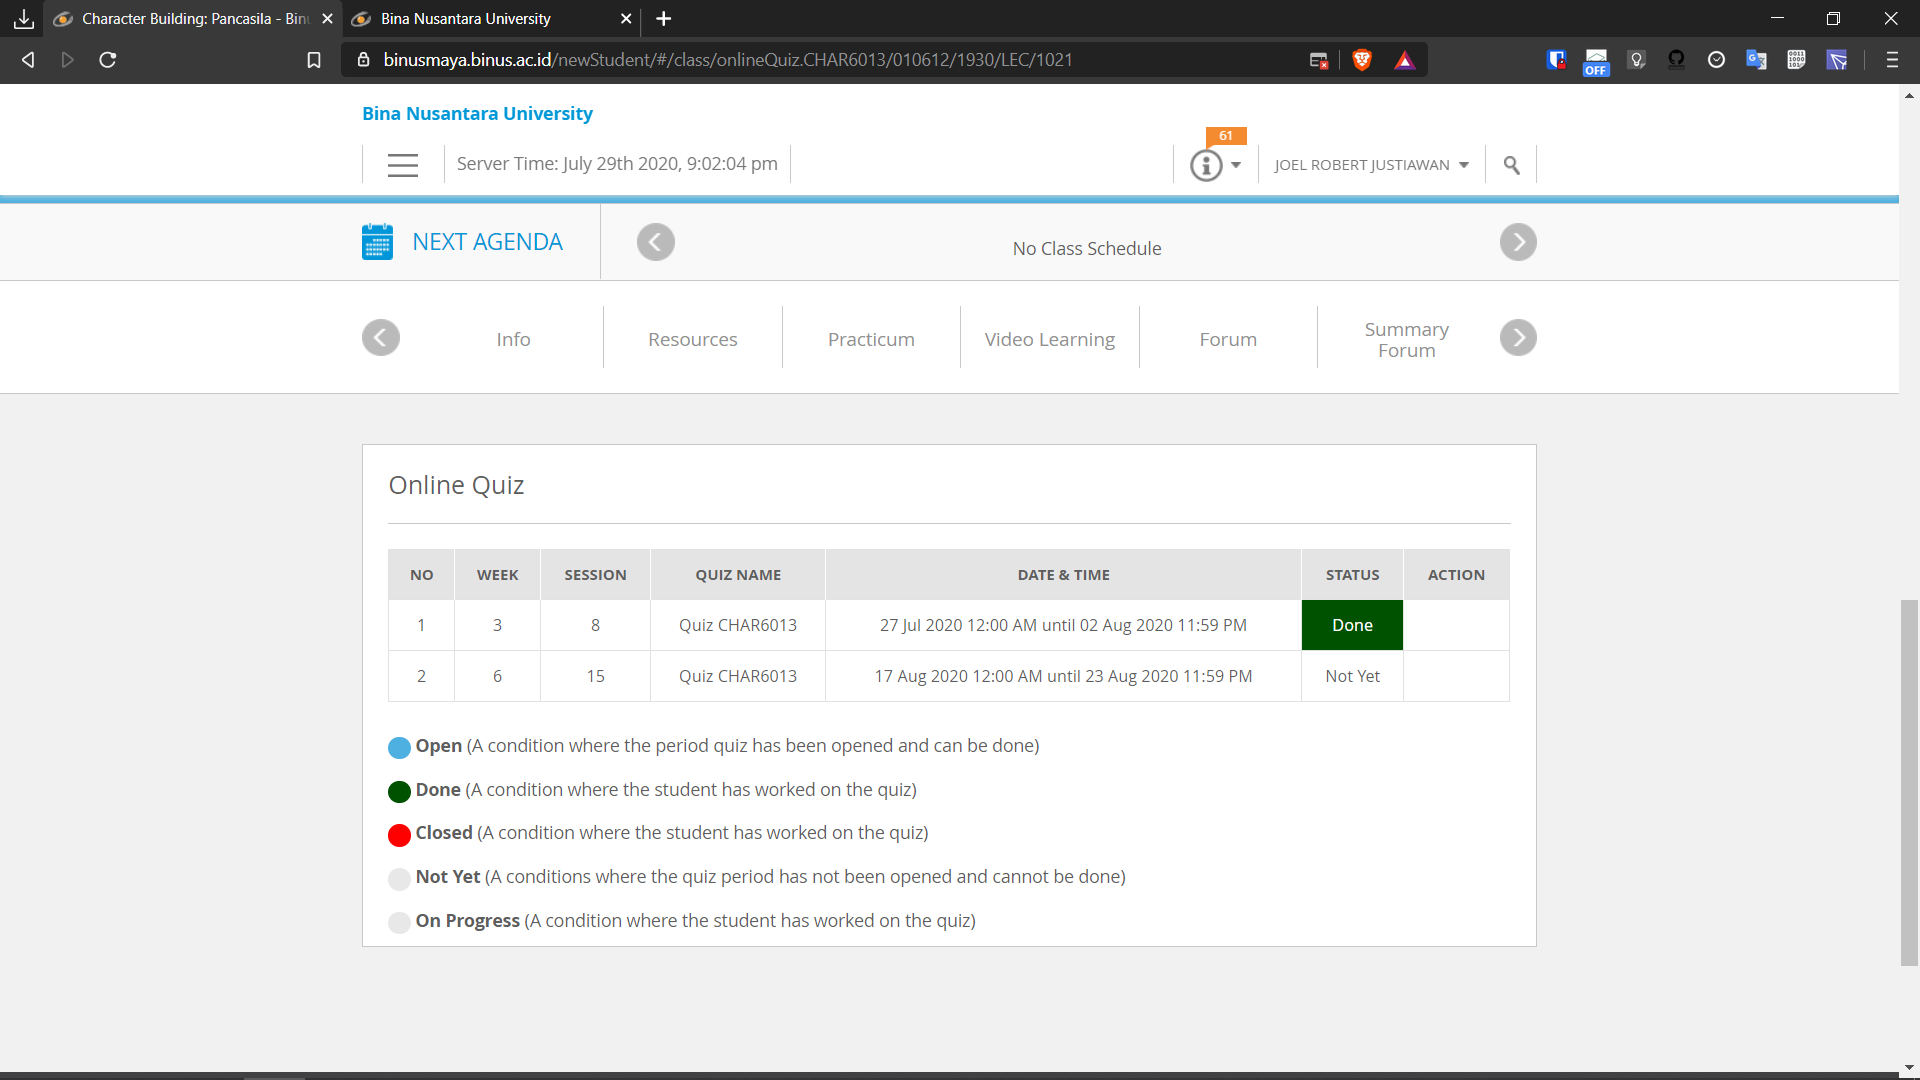 Character Building: Pancasila - Bin
Bina Nusantara University
binusmaya.binus.ac.id/newStudent/#/class/onlineQuiz.CHAR6013/010612/1930/LEC/1021
OFF
Bina Nusantara University
61
Server Time: July 29th 2020, 9:02:04 pm
JOEL ROBERT JUSTIAWAN
NEXT AGENDA
No Class Schedule
Info
Resources
Practicum
Video Learning
Forum
Summary
Forum
Online Quiz
NO WEEK SESSION QUIZ NAME DATE & TIME STATUS ACTION
1 3 8 Quiz CHAR6013 27 Jul 2020 12:00 AM until 02 Aug 2020 11:59 PM Done
2 6 15 Quiz CHAR6013 17 Aug 2020 12:00 AM until 23 Aug 2020 11:59 PM Not Yet
Open (A condition where the period quiz has been opened and can be done)
Done (A condition where the student has worked on the quiz)
Closed (A condition where the student has worked on the quiz)
Not Yet (A conditions where the quiz period has not been opened and cannot be done)
On Progress (A condition where the student has worked on the quiz)